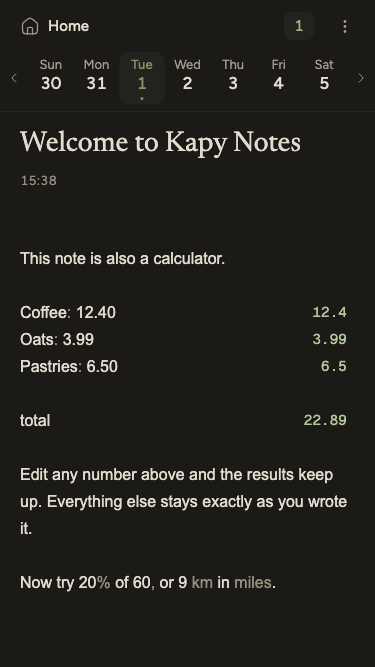 Home 1
Sun Mon Tue Wed Thu Fri Sat
30 31 1 2 3 4 5
Welcome to Kapy Notes
15:38
This note is also a calculator.
Coffee: 12.40 12.4
Oats: 3.99 3.99
Pastries: 6.50 6.5
total 22.89
Edit any number above and the results keep
up. Everything else stays exactly as you wrote
it.
Now try 20% of 60, or 9 km in miles.